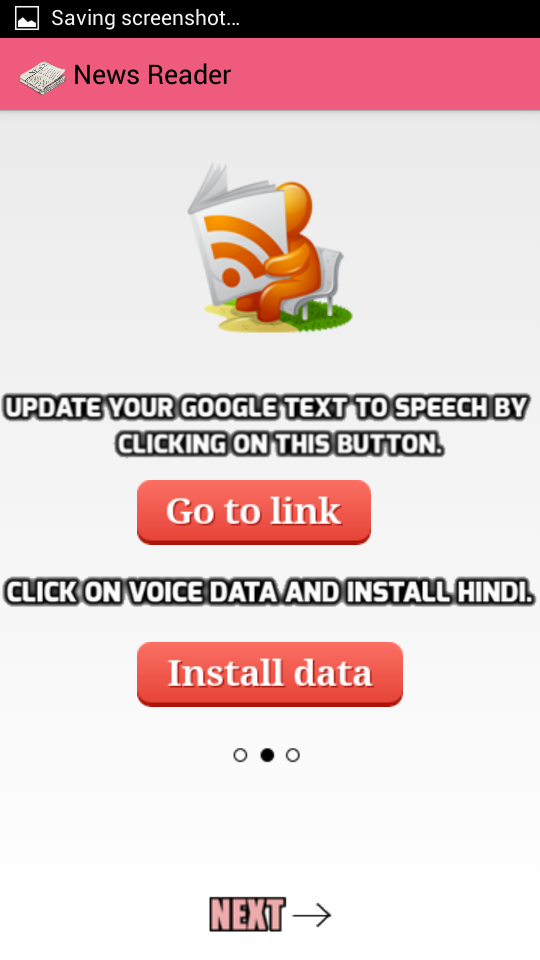 Saving screenshot...
News Reader
UPDATE YOUR GOOGLE TEXT TO SPEECH BY
CLICKING ON THIS BUTTON.
Go to link
CLICK ON VOICE DATA AND INSTALL HINDI.
Install data
NEXT